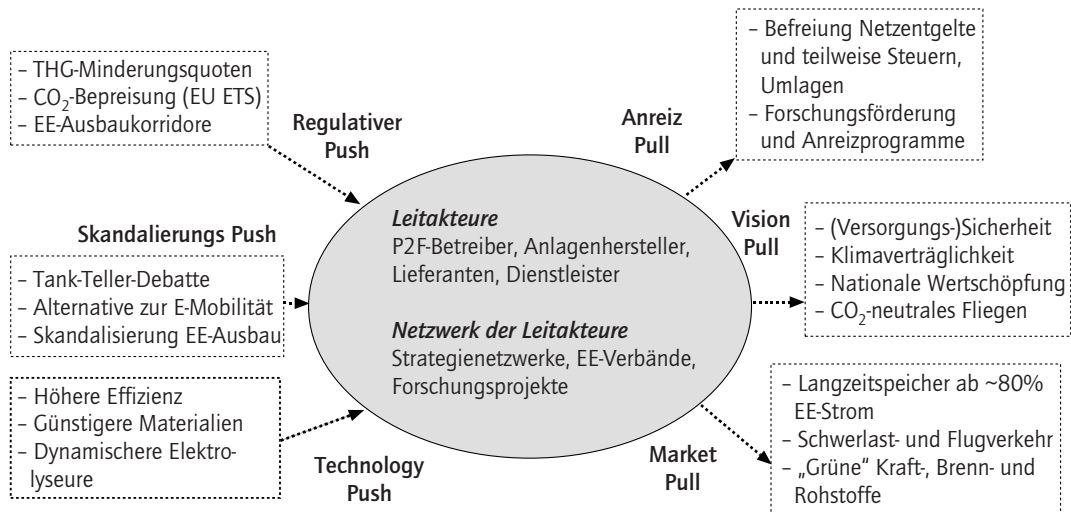 – THG-Minderungsquoten
– CO₂-Bepreisung (EU ETS)
– EE-Ausbaukorridore
Regulativer
Push
Anreiz
Pull
– Befreiung Netzentgelte
und teilweise Steuern,
Umlagen
– Forschungsförderung
und Anreizprogramme
Skandalierungs Push
– Tank-Teller-Debatte
– Alternative zur E-Mobilität
– Skandalisierung EE-Ausbau
Leitakteure
P2F-Betreiber, Anlagenhersteller,
Lieferanten, Dienstleister
Netzwerk der Leitakteure
Strategienetzwerke, EE-Verbände,
Forschungsprojekte
Vision
Pull
– (Versorgungs-)Sicherheit
– Klimaverträglichkeit
– Nationale Wertschöpfung
– CO₂-neutrales Fliegen
– Höhere Effizienz
– Günstigere Materialien
– Dynamischere Elektro-
lyseure
Technology
Push
Market
Pull
– Langzeitspeicher ab ~80%
EE-Strom
– Schwerlast- und Flugverkehr
– „Grüne“ Kraft-, Brenn- und
Rohstoffe